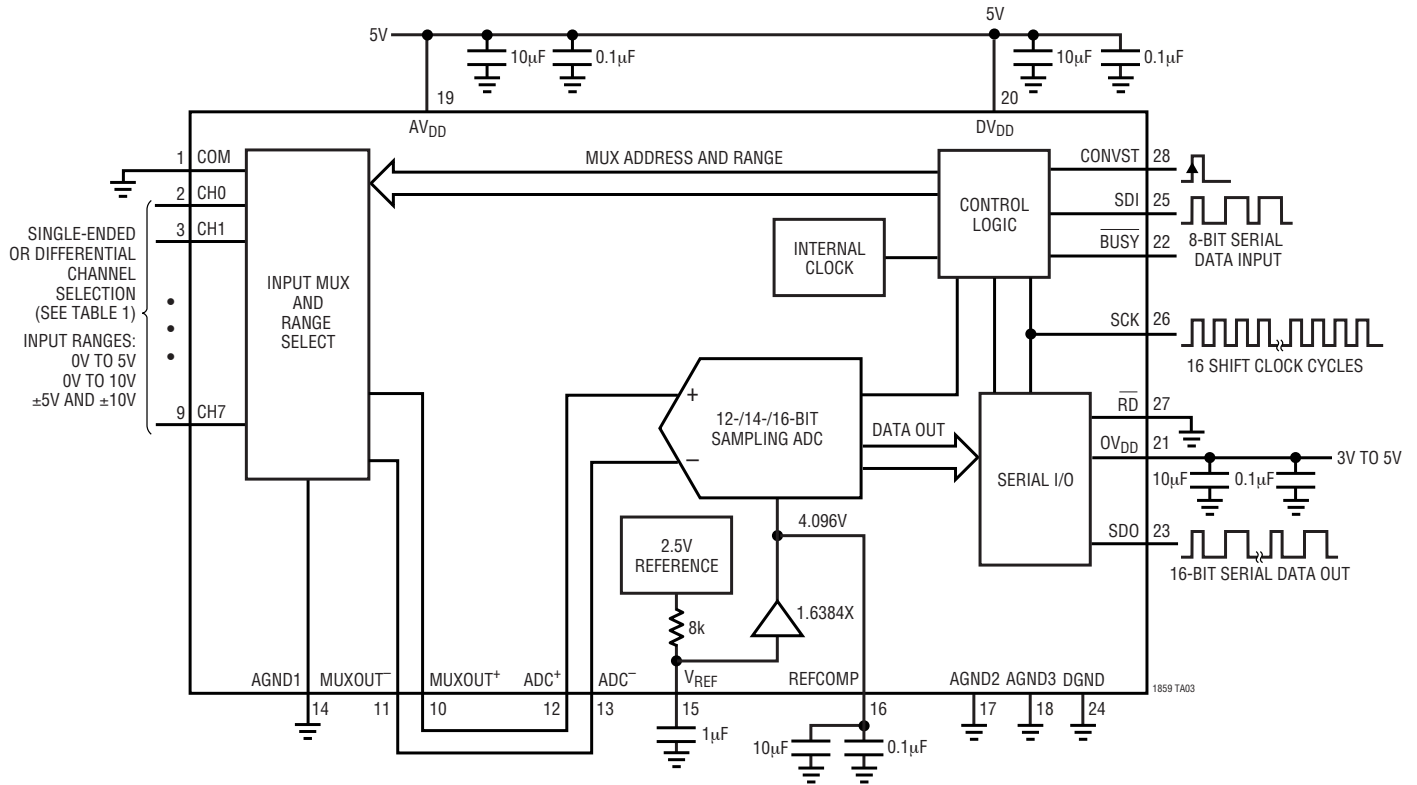 5V
5V
10µF
0.1µF
10µF
0.1µF
19
20
AVDD
DVDD
1
COM
MUX ADDRESS AND RANGE
CONVST
28
2
CH0
SDI
25
3
CH1
CONTROL
LOGIC
SINGLE-ENDED
OR DIFFERENTIAL
CHANNEL
SELECTION
(SEE TABLE 1)
INPUT RANGES:
0V TO 5V
0V TO 10V
±5V AND ±10V
BUSY
22
8-BIT SERIAL
DATA INPUT
INTERNAL
CLOCK
INPUT MUX
AND
RANGE
SELECT
SCK
26
16 SHIFT CLOCK CYCLES
9
CH7
+
–
12-/14-/16-BIT
SAMPLING ADC
DATA OUT
RD
27
OVDD
21
3V TO 5V
10µF
0.1µF
SERIAL I/O
2.5V
REFERENCE
4.096V
SDO
23
16-BIT SERIAL DATA OUT
8k
1.6384X
AGND1
MUXOUT–
MUXOUT+
ADC+
ADC–
VREF
REFCOMP
AGND2
AGND3
DGND
1859 TA03
14
11
10
12
13
15
16
17
18
24
1µF
10µF
0.1µF